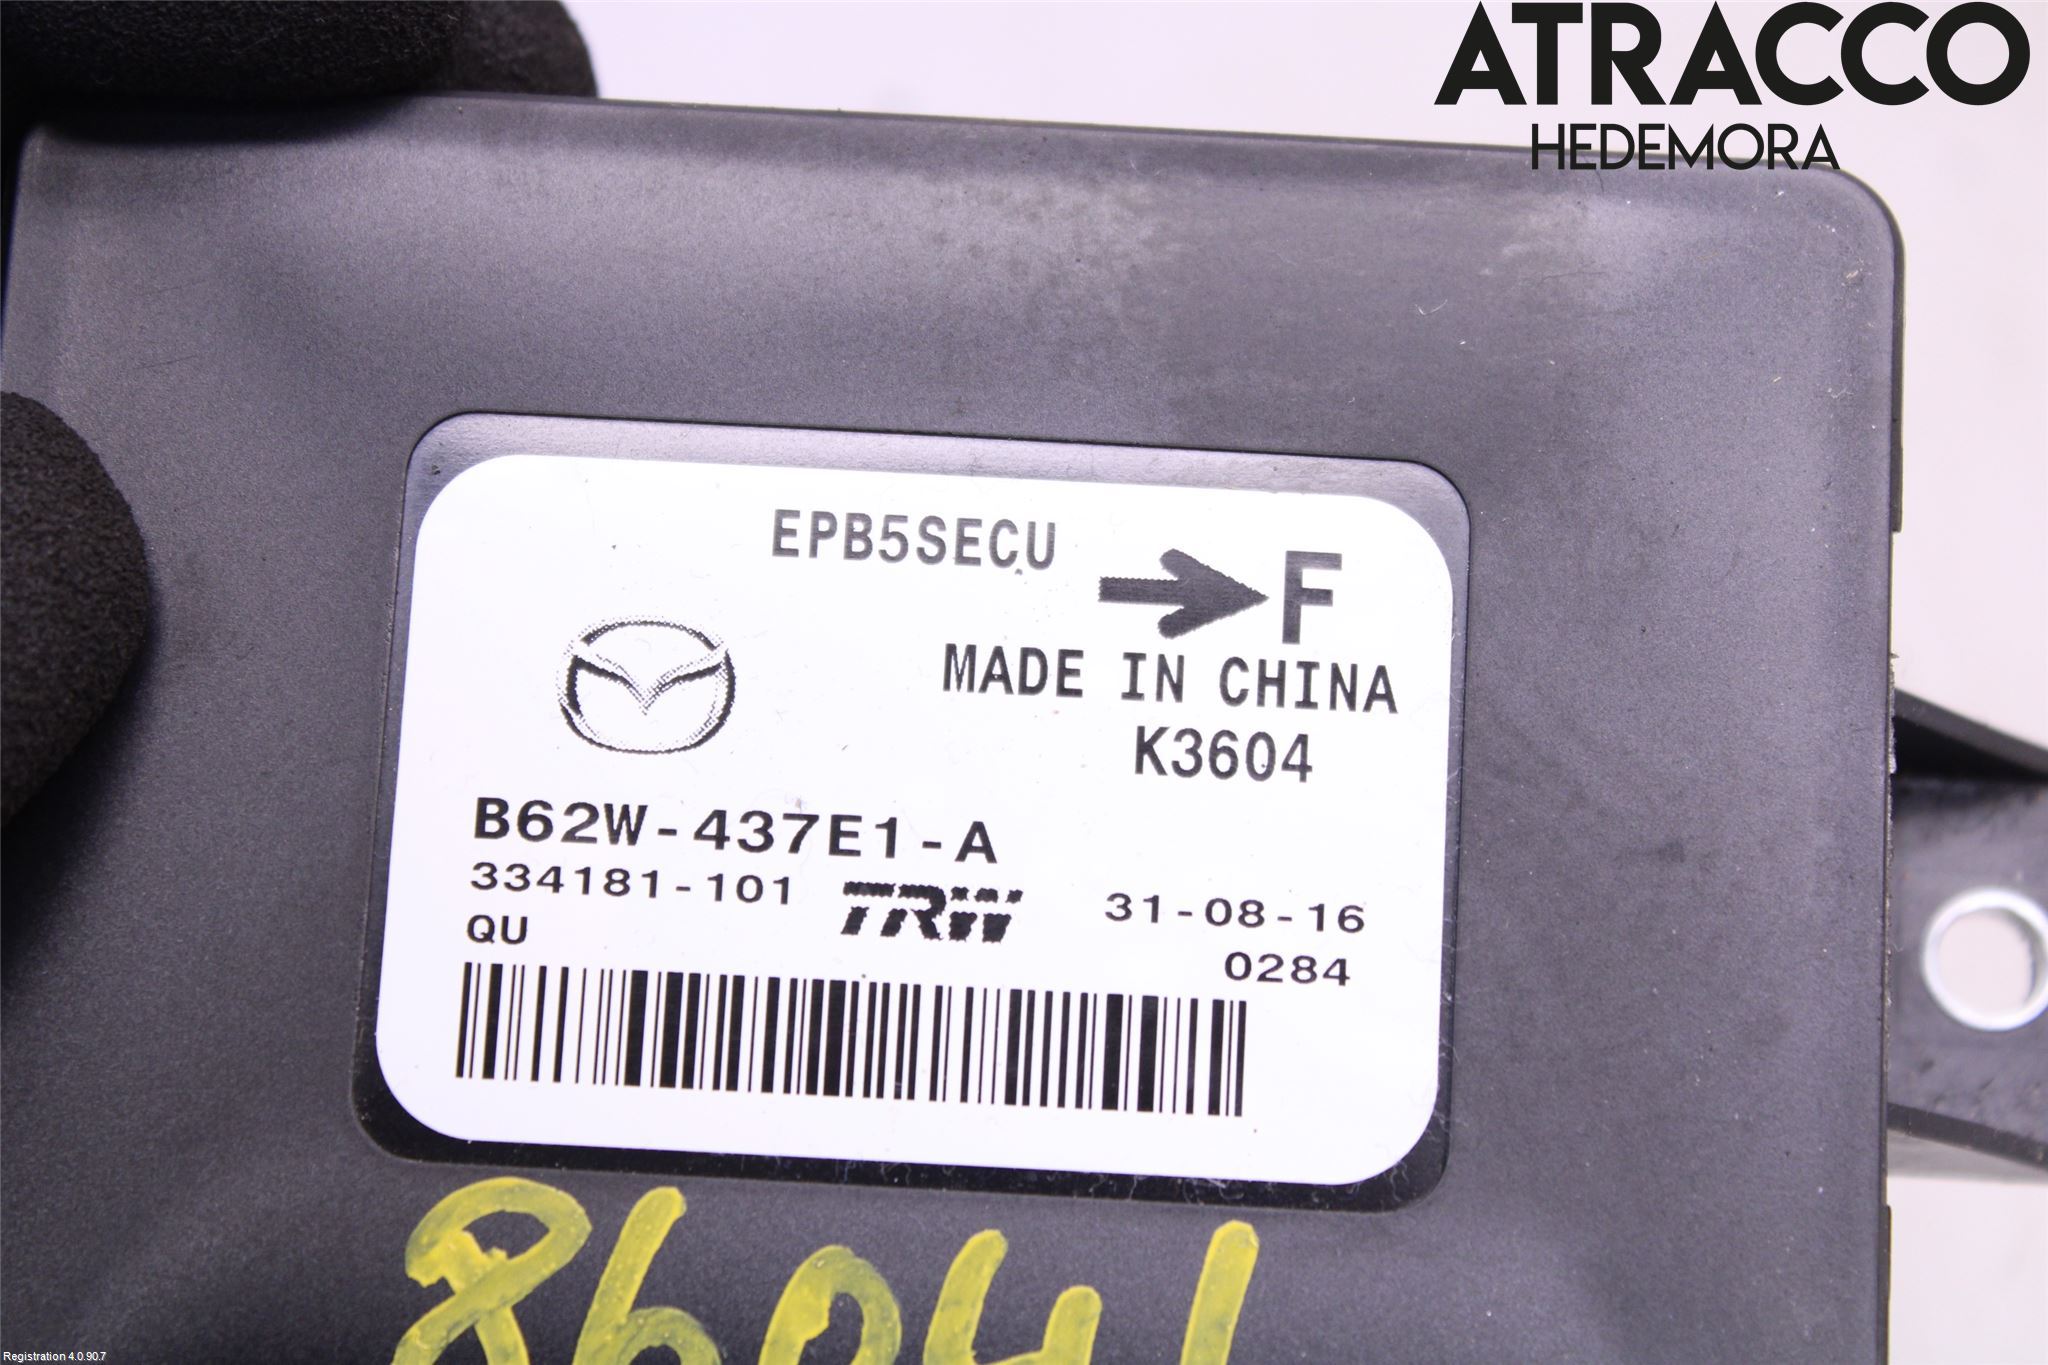 ATRACCO
HEDEMORA
EPB5SECU
F
MADE IN CHINA
K3604
B62W-437E1-A
334181-101
TRW
31-08-16
QU
0284
86041
Registration 4.0.90.7